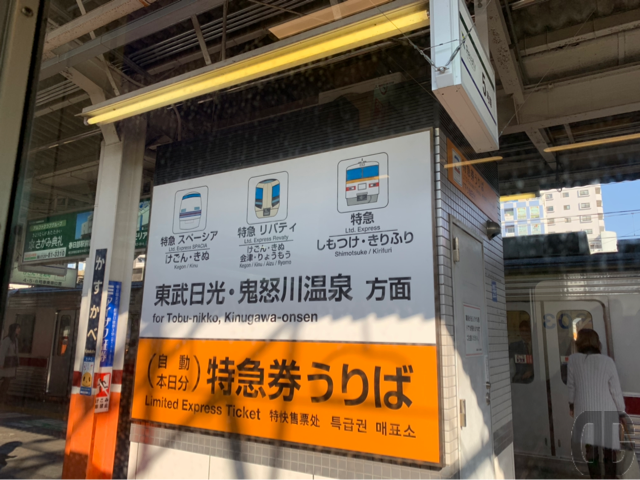 特急 スペーシア
Ltd. Express SPACIA
けごん・きぬ
Kegon / Kinu
特急 リバティ
Ltd. Express Revaty
けごん・きぬ
会津・りょうもう
Kegon / Kinu / Aizu / Ryomo
特急
Ltd. Express
しもつけ・きりふり
Shimotsuke / Kirifuri
東武日光・鬼怒川温泉 方面
for Tobu-nikko, Kinugawa-onsen
(自動
本日分)
特急券うりば
Limited Express Ticket 特快售票处 특급권 매표소
かすかべ
さがみ典礼